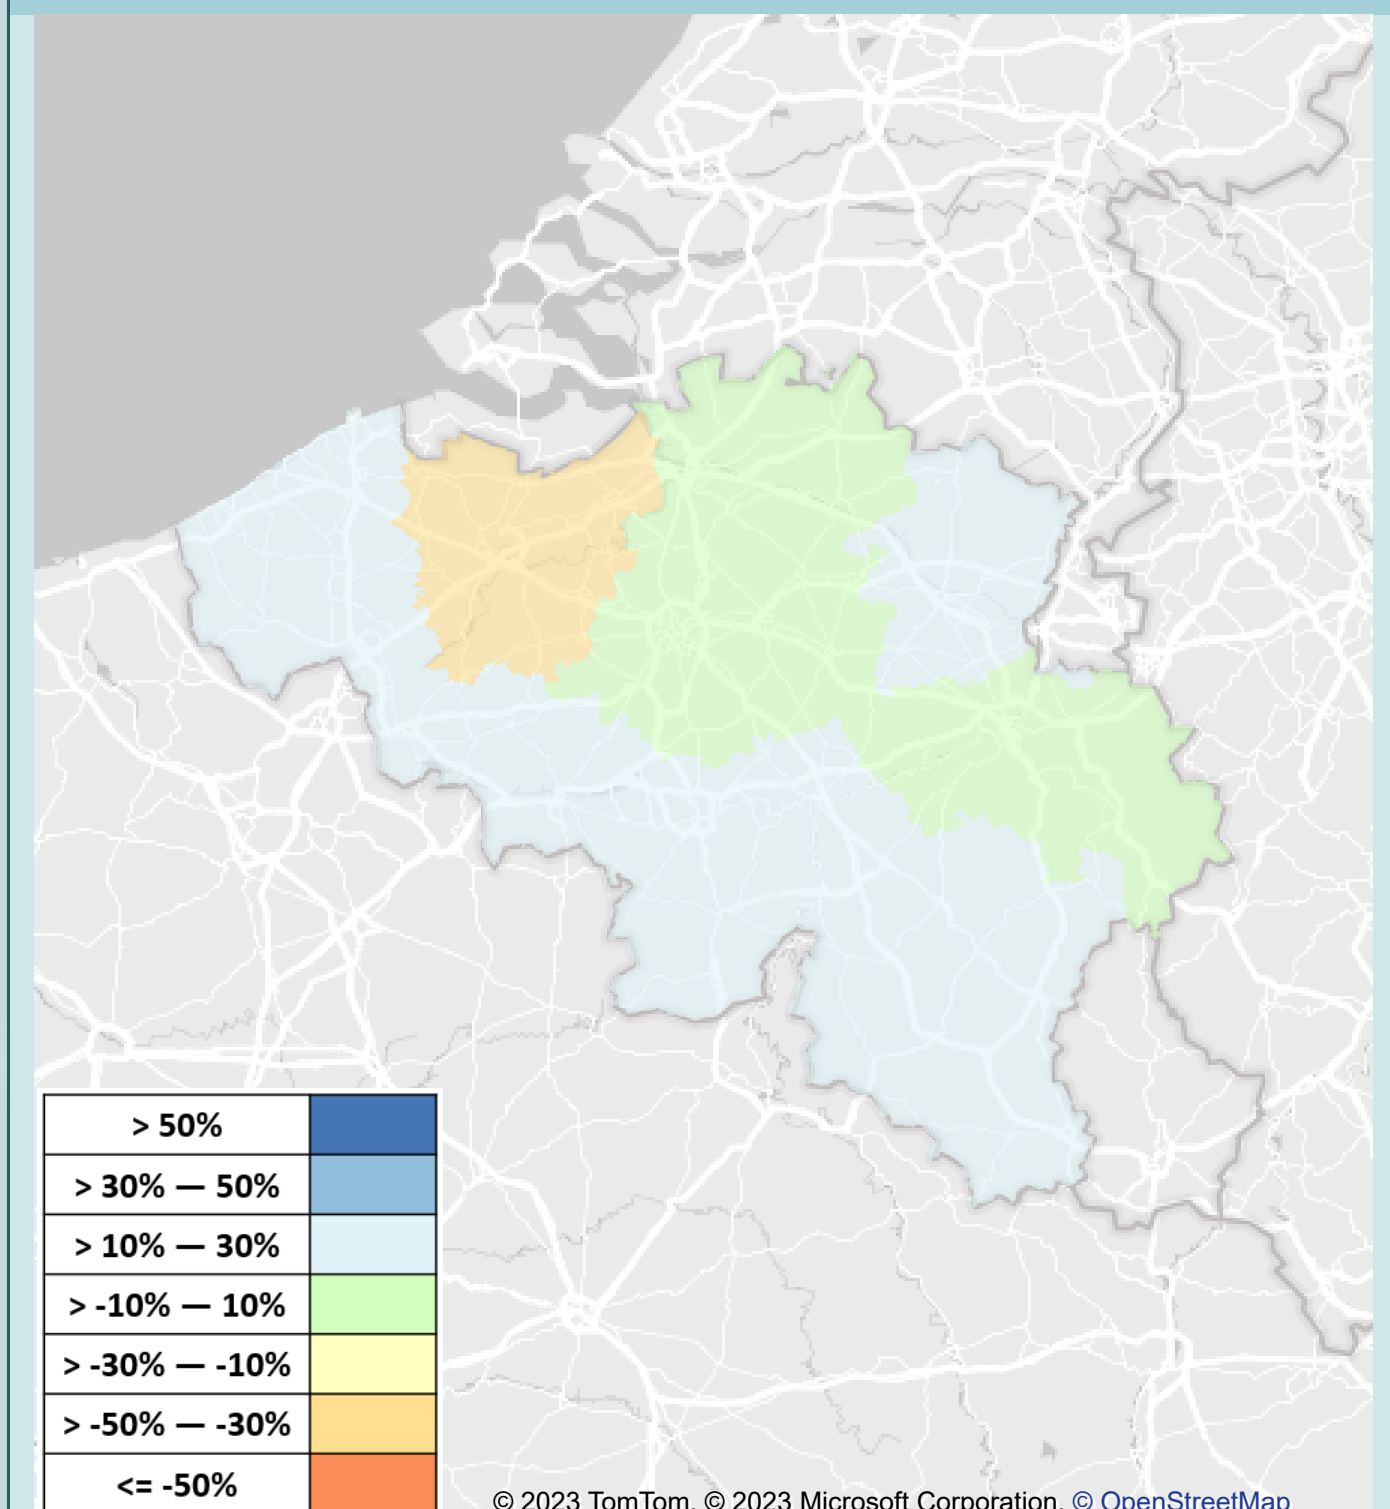 > 50%
> 30% — 50%
> 10% — 30%
> -10% — 10%
> -30% — -10%
> -50% — -30%
<= -50%
© 2023 TomTom, © 2023 Microsoft Corporation, © OpenStreetMap